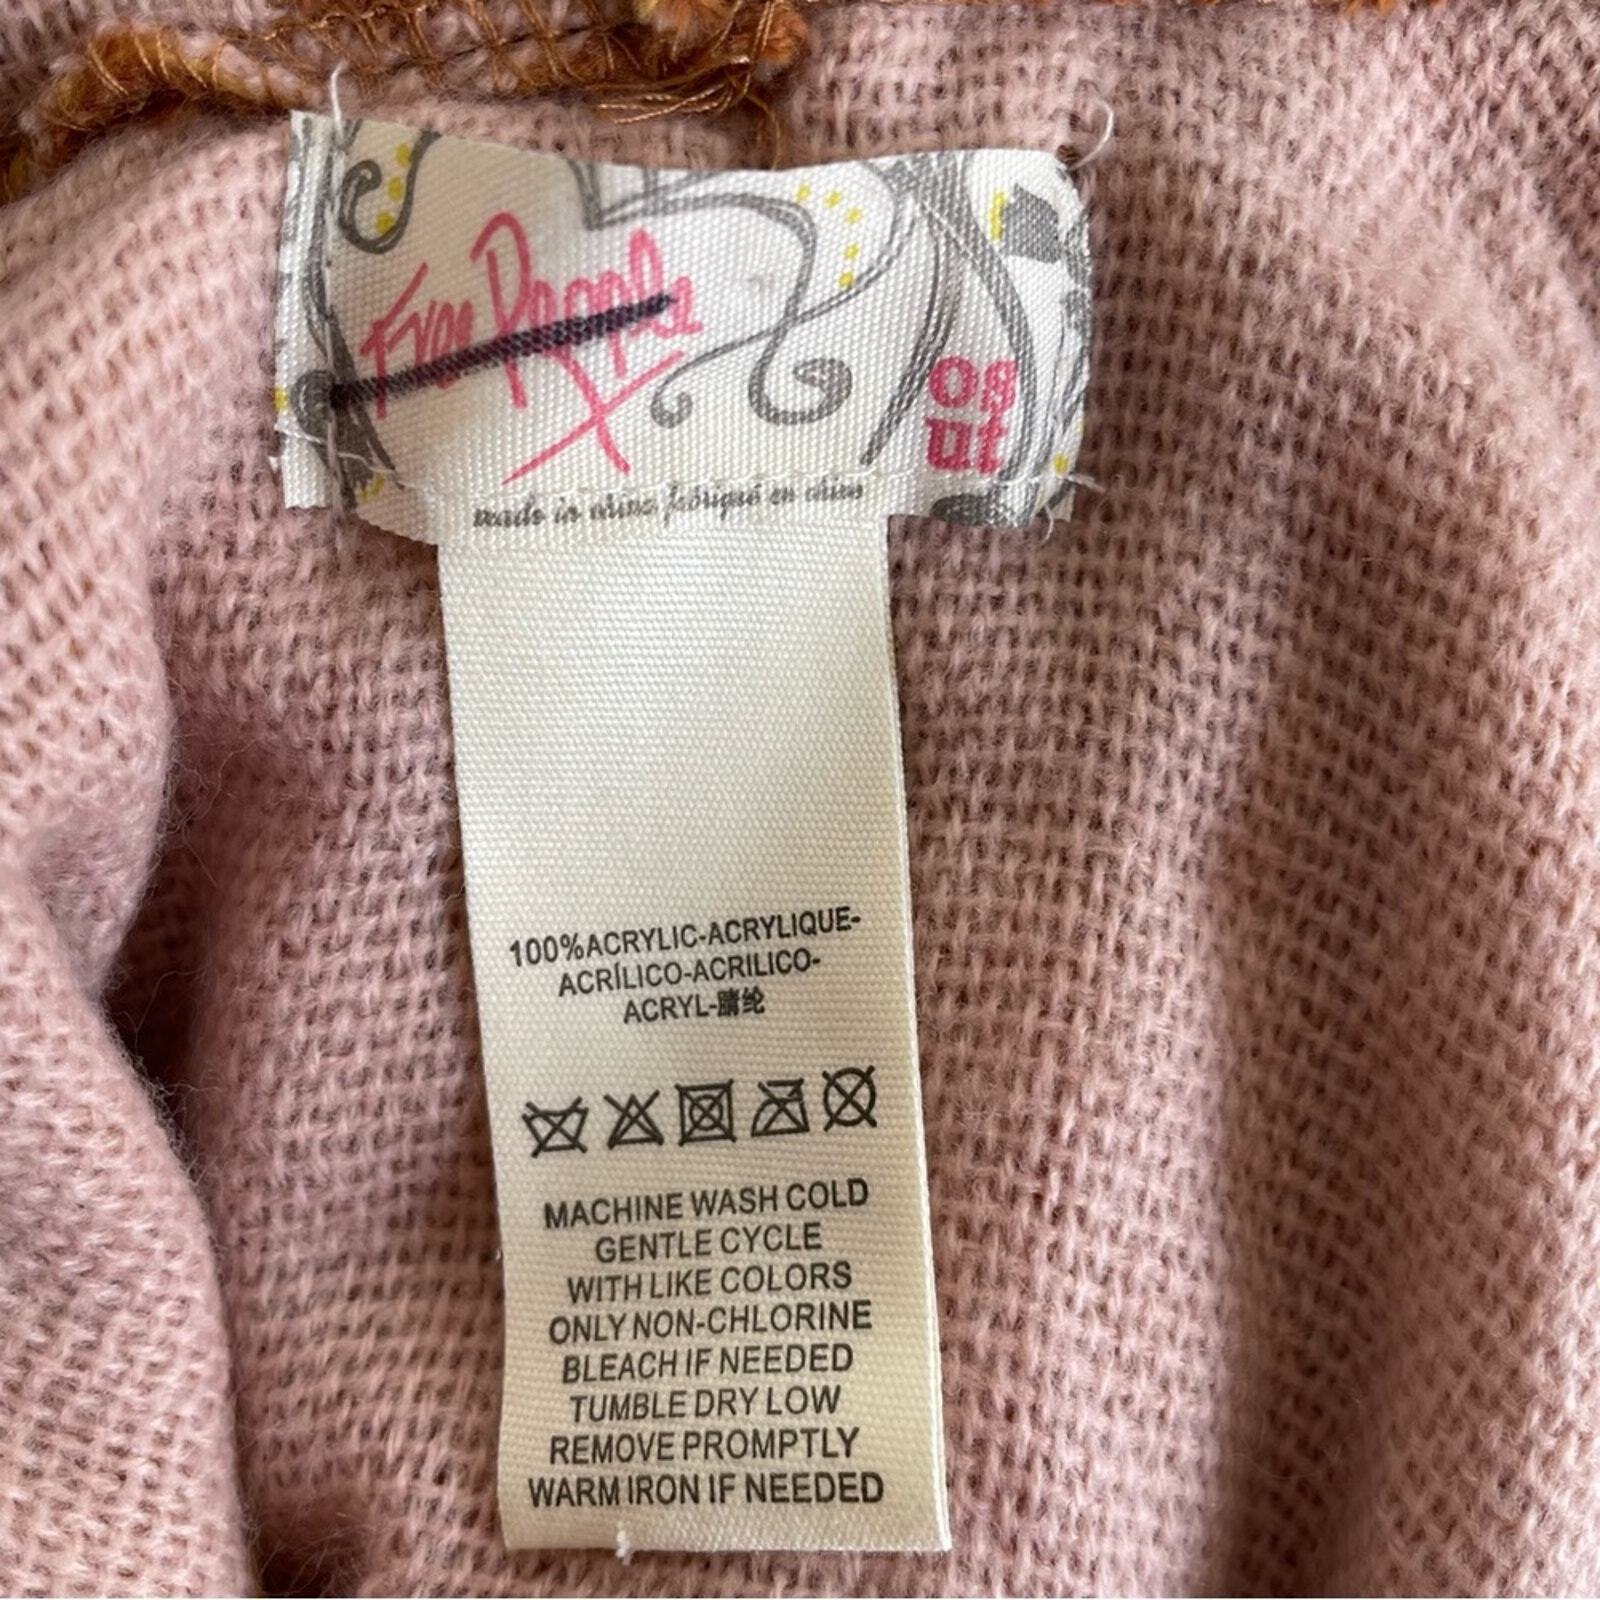 Free People
os
ut
made in china fabriqué en chine
100%ACRYLIC-ACRYLIQUE-
ACRÍLICO-ACRILICO-
ACRYL-腈纶
MACHINE WASH COLD
GENTLE CYCLE
WITH LIKE COLORS
ONLY NON-CHLORINE
BLEACH IF NEEDED
TUMBLE DRY LOW
REMOVE PROMPTLY
WARM IRON IF NEEDED